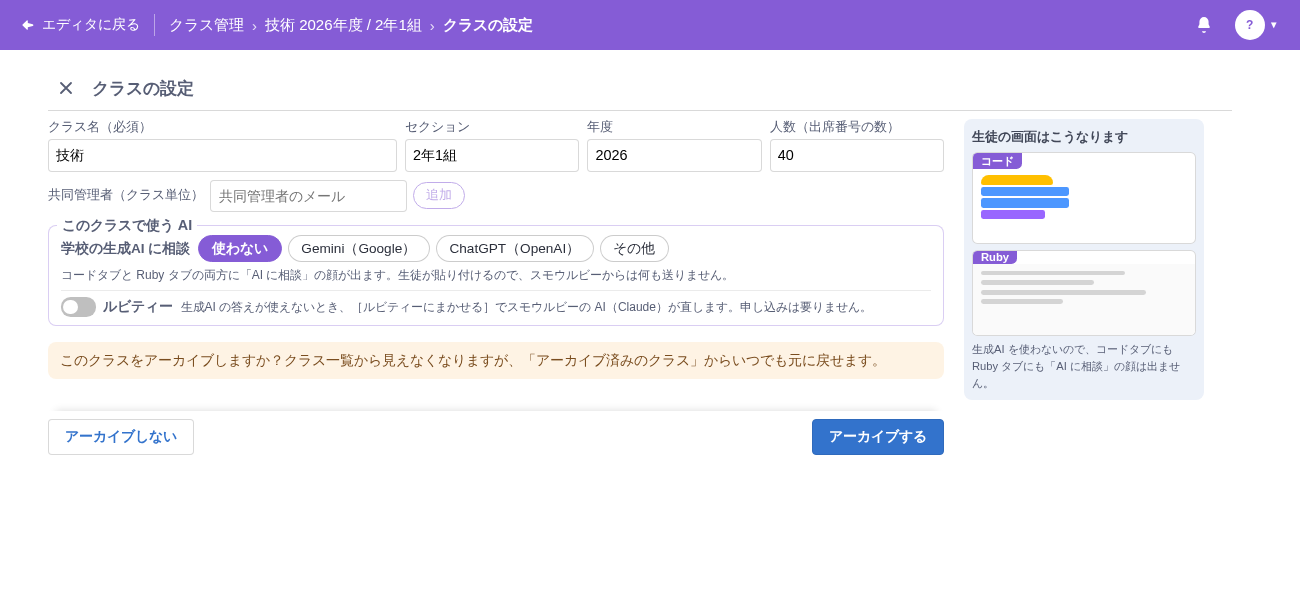 エディタに戻る
クラス管理 › 技術 2026年度 / 2年1組 › クラスの設定
?
クラスの設定
クラス名（必須）
セクション
年度
人数（出席番号の数）
技術
2年1組
2026
40
共同管理者（クラス単位）
共同管理者のメール
追加
このクラスで使う AI
学校の生成AI に相談
使わない
Gemini（Google）
ChatGPT（OpenAI）
その他
コードタブと Ruby タブの両方に「AI に相談」の顔が出ます。生徒が貼り付けるので、スモウルビーからは何も送りません。
ルビティー
生成AI の答えが使えないとき、［ルビティーにまかせる］でスモウルビーの AI（Claude）が直します。申し込みは要りません。
このクラスをアーカイブしますか？クラス一覧から見えなくなりますが、「アーカイブ済みのクラス」からいつでも元に戻せます。
アーカイブしない
アーカイブする
生徒の画面はこうなります
コード
Ruby
生成AI を使わないので、コードタブにも
Ruby タブにも「AI に相談」の顔は出ませ
ん。